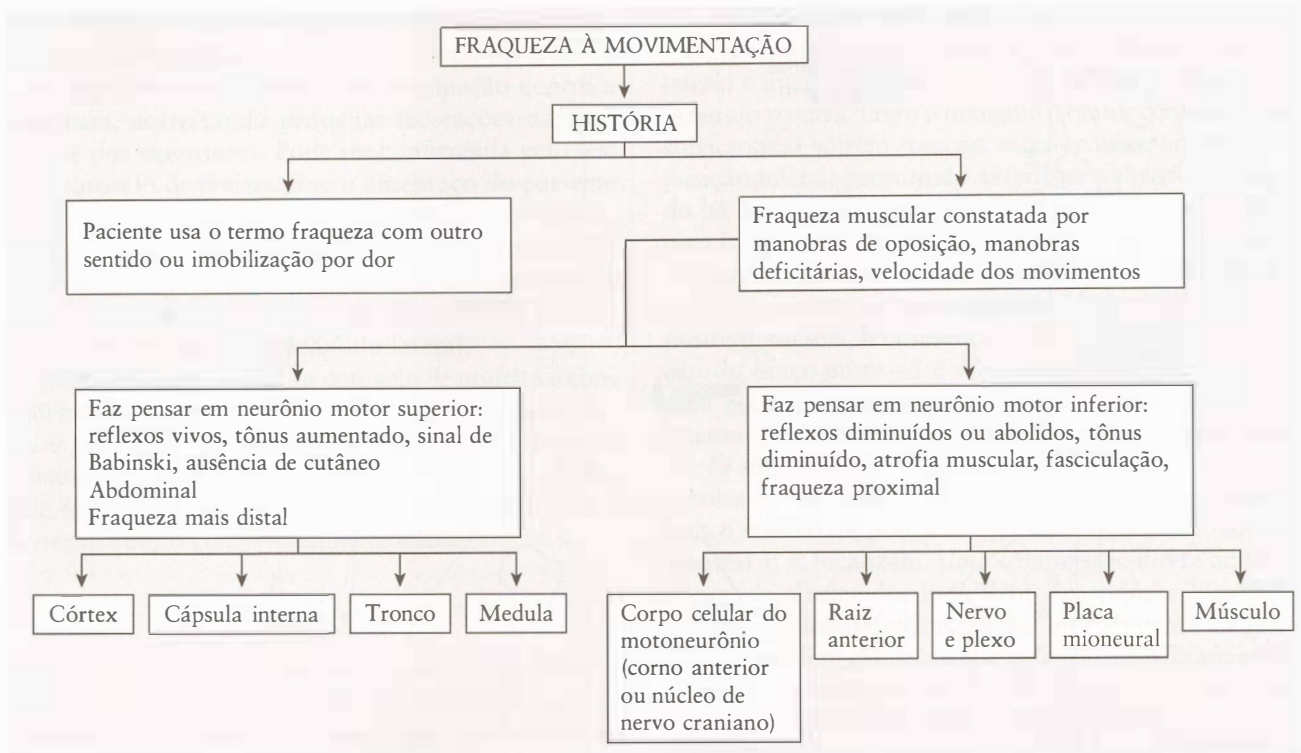 FRAQUEZA À MOVIMENTAÇÃO
HISTÓRIA
Paciente usa o termo fraqueza com outro
sentido ou imobilização por dor
Fraqueza muscular constatada por
manobras de oposição, manobras
deficitárias, velocidade dos movimentos
Faz pensar em neurônio motor superior:
reflexos vivos, tônus aumentado, sinal de
Babinski, ausência de cutâneo
Abdominal
Fraqueza mais distal
Faz pensar em neurônio motor inferior:
reflexos diminuídos ou abolidos, tônus
diminuído, atrofia muscular, fasciculação,
fraqueza proximal
Córtex
Cápsula interna
Tronco
Medula
Corpo celular do
motoneurônio
(corno anterior
ou núcleo de
nervo craniano)
Raiz
anterior
Nervo
e plexo
Placa
mioneural
Músculo